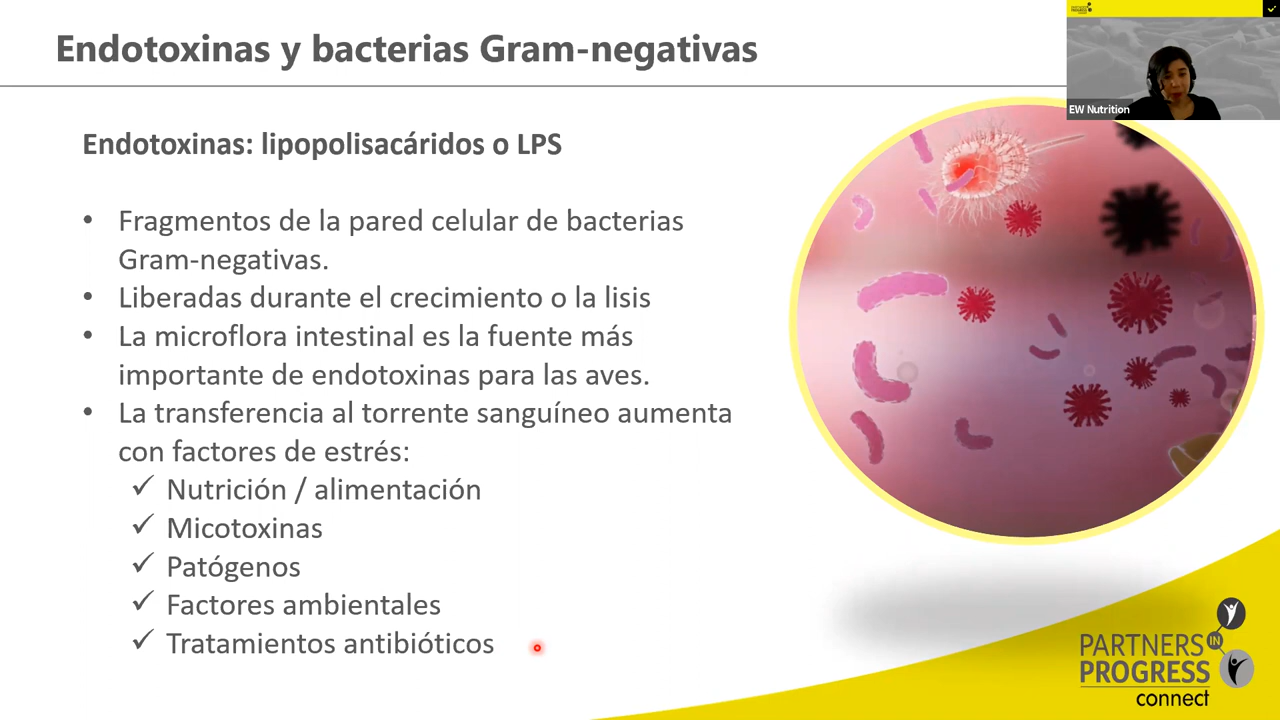 Endotoxinas y bacterias Gram-negativas
EW Nutrition
Endotoxinas: lipopolisacáridos o LPS
• Fragmentos de la pared celular de bacterias
Gram-negativas.
• Liberadas durante el crecimiento o la lisis
• La microflora intestinal es la fuente más
importante de endotoxinas para las aves.
• La transferencia al torrente sanguíneo aumenta
con factores de estrés:
✓ Nutrición / alimentación
✓ Micotoxinas
✓ Patógenos
✓ Factores ambientales
✓ Tratamientos antibióticos
PARTNERS
IN
PROGRESS
connect